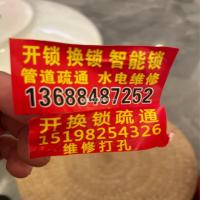 开锁 换锁 智能锁
管道疏通 水电维修
13688487252
开换锁疏通
15198254326
维修打孔